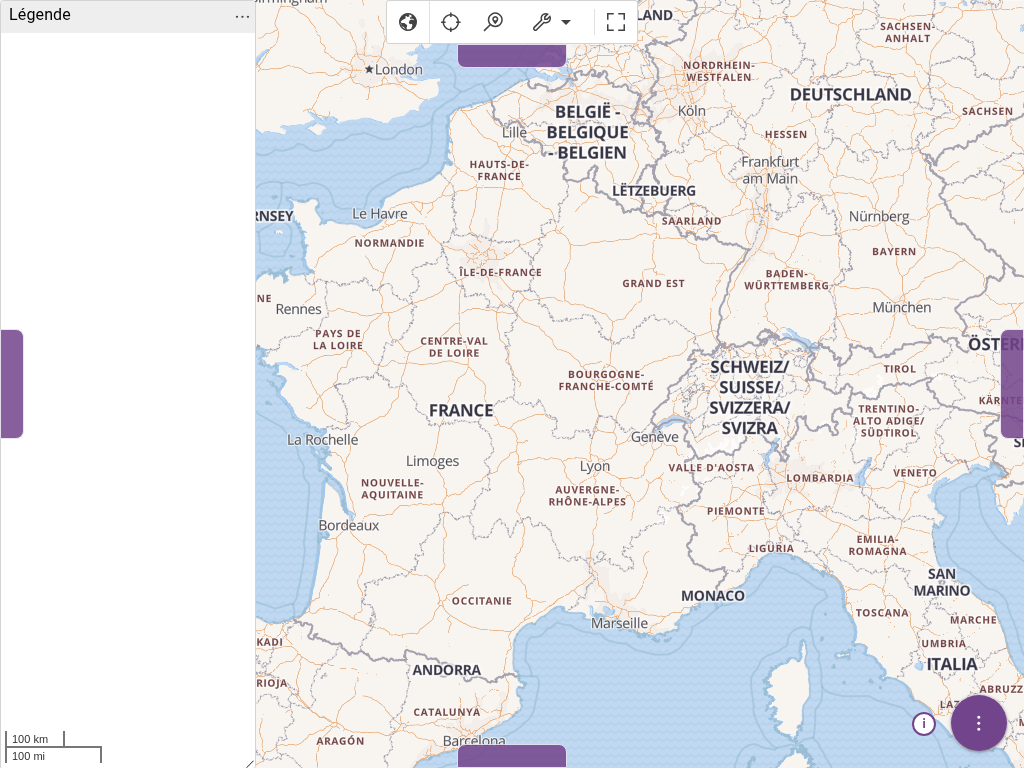 Légende
...
LAND
SACHSEN-
ANHALT
London
NORDRHEIN-
WESTFALEN
DEUTSCHLAND
Köln
SACHSEN
BELGIË -
BELGIQUE
- BELGIEN
Lille
HESSEN
HAUTS-DE-
FRANCE
Frankfurt
am Main
LËTZEBUERG
RNSEY
Le Havre
SAARLAND
Nürnberg
NORMANDIE
BAYERN
ÎLE-DE-FRANCE
GRAND EST
BADEN-
WÜRTTEMBERG
NE
Rennes
München
PAYS DE
LA LOIRE
CENTRE-VAL
DE LOIRE
ÖSTERI
SCHWEIZ/
SUISSE/
SVIZZERA/
SVIZRA
TIROL
BOURGOGNE-
FRANCHE-COMTÉ
KÄRNTE
FRANCE
TRENTINO-
ALTO ADIGE/
SÜDTIROL
La Rochelle
Genève
Limoges
Lyon
VALLE D'AOSTA
LOMBARDIA
VENETO
NOUVELLE-
AQUITAINE
AUVERGNE-
RHÔNE-ALPES
PIEMONTE
Bordeaux
LIGURIA
EMILIA-
ROMAGNA
SAN
MARINO
MONACO
OCCITANIE
TOSCANA
MARCHE
Marseille
KADI
UMBRIA
ITALIA
ANDORRA
RIOJA
ABRUZZ
LAZ
CATALUNYA
i
ARAGÓN
Barcelona
100 km
100 mi